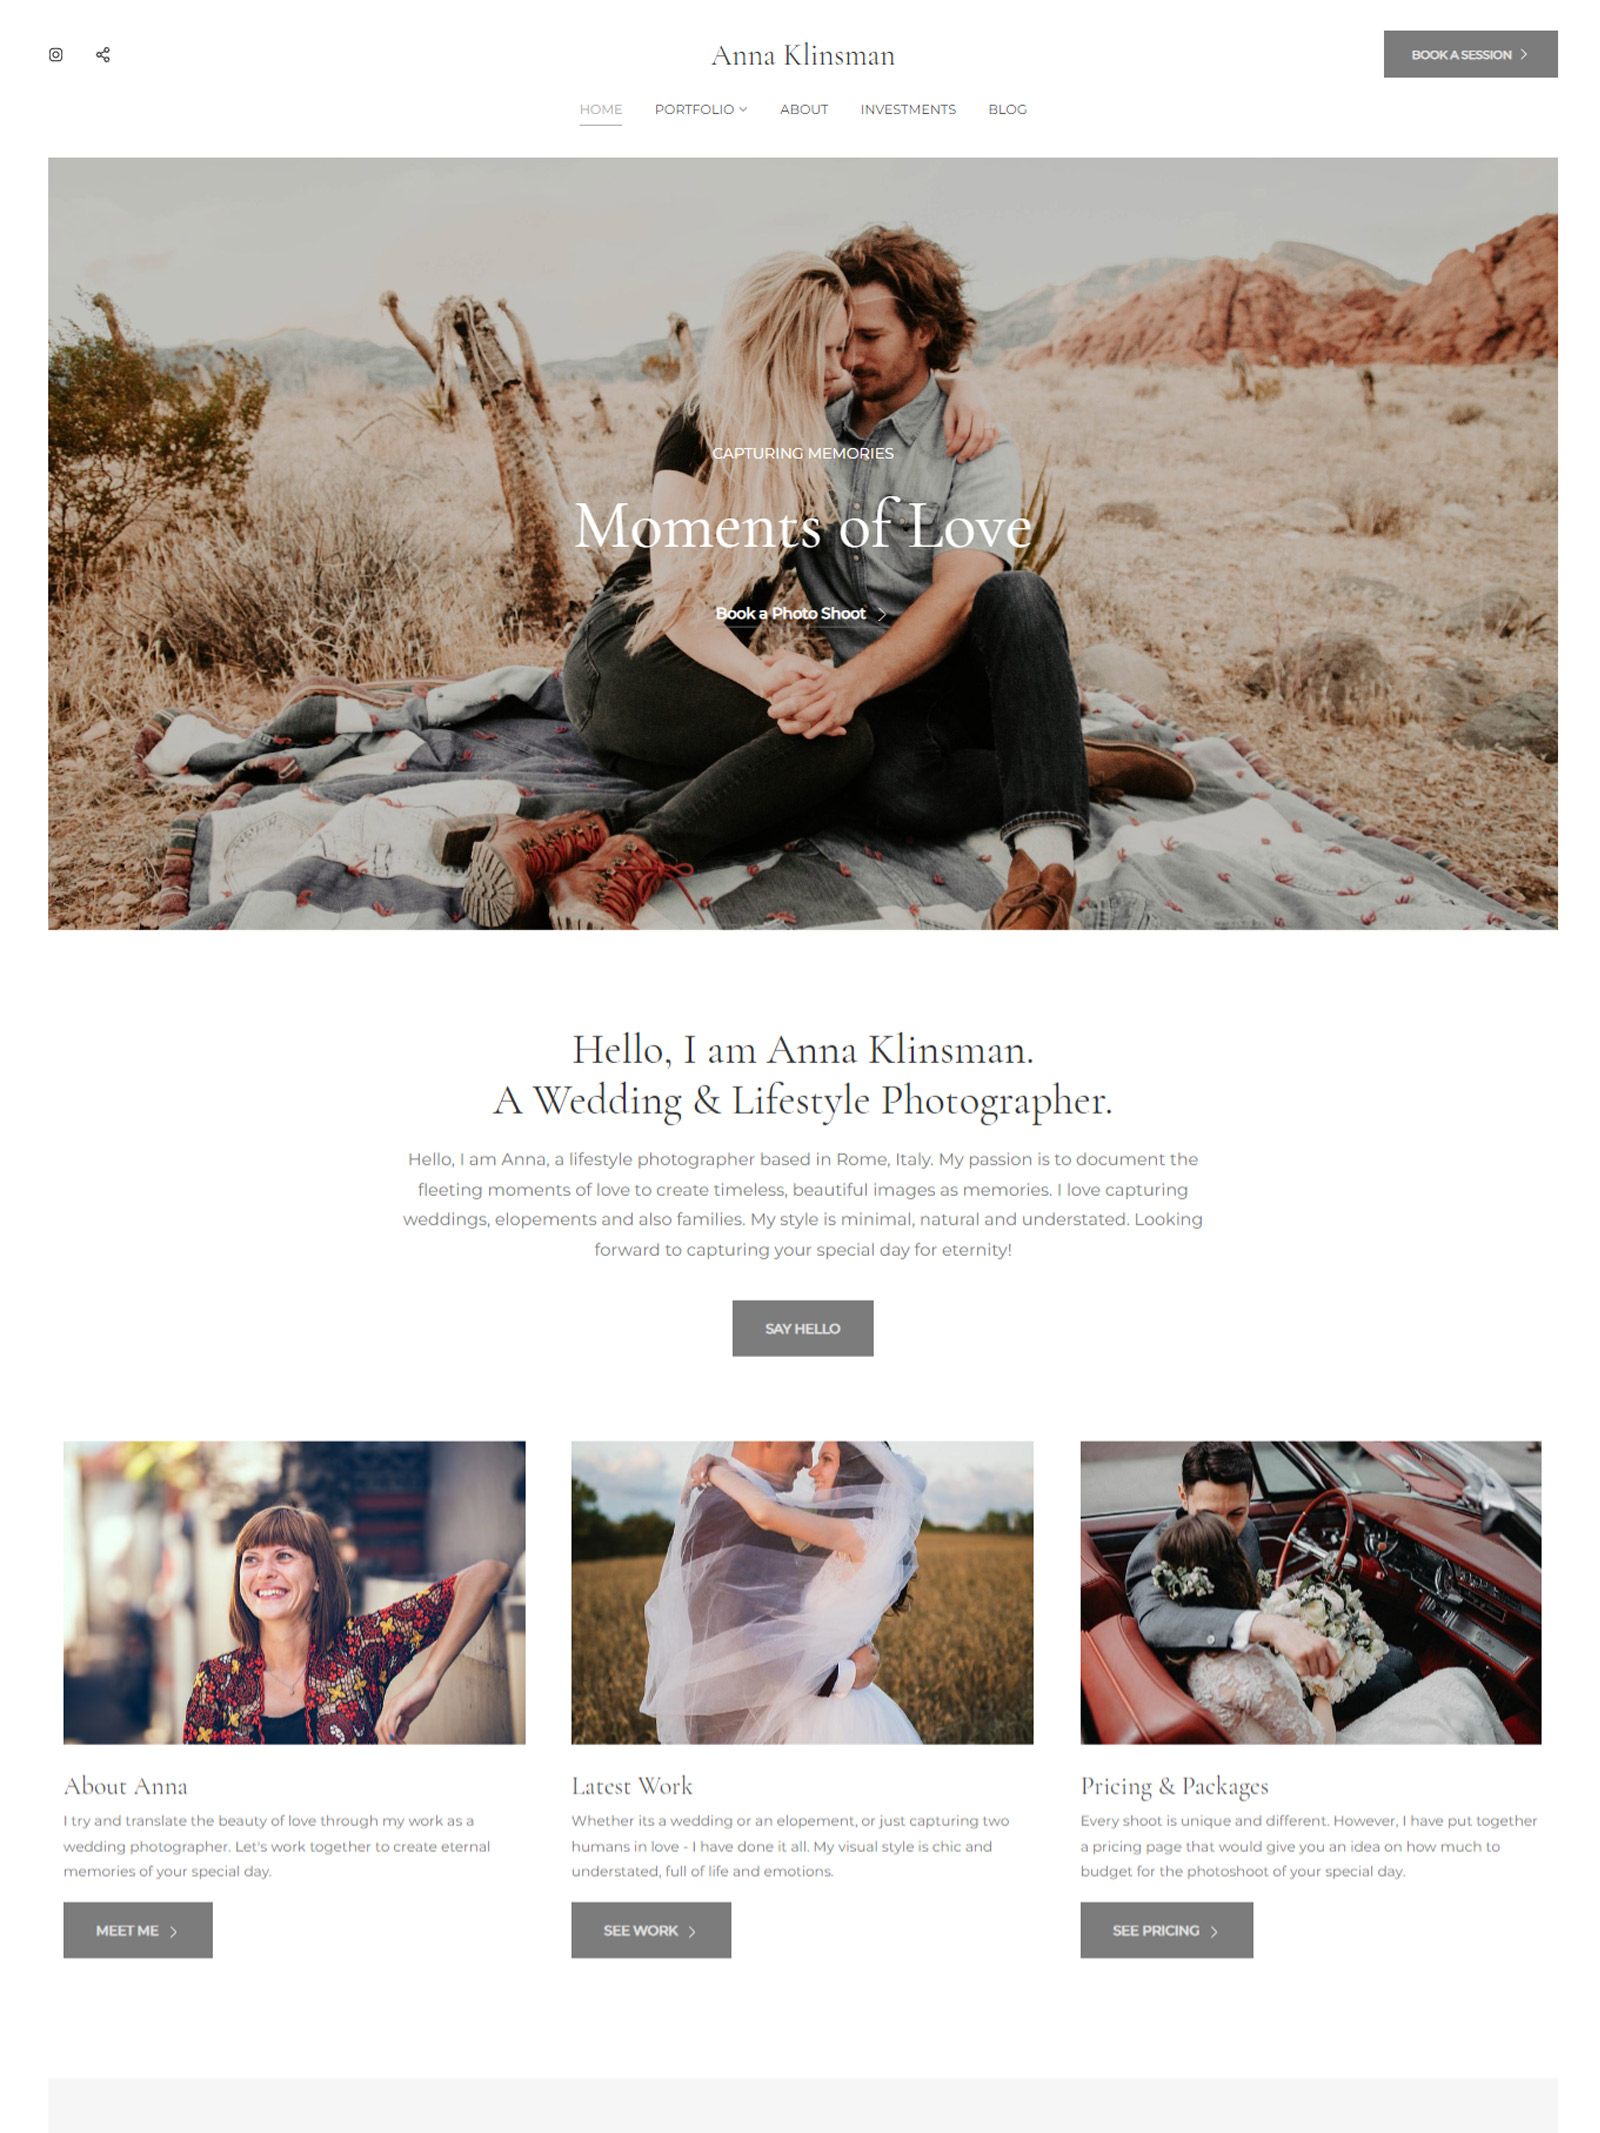 Anna Klinsman
BOOK A SESSION
HOME PORTFOLIO ABOUT INVESTMENTS BLOG
CAPTURING MEMORIES
Moments of Love
Book a Photo Shoot
Hello, I am Anna Klinsman.
A Wedding & Lifestyle Photographer.
Hello, I am Anna, a lifestyle photographer based in Rome, Italy. My passion is to document the
fleeting moments of love to create timeless, beautiful images as memories. I love capturing
weddings, elopements and also families. My style is minimal, natural and understated. Looking
forward to capturing your special day for eternity!
SAY HELLO
About Anna
I try and translate the beauty of love through my work as a
wedding photographer. Let's work together to create eternal
memories of your special day.
MEET ME
Latest Work
Whether its a wedding or an elopement, or just capturing two
humans in love - I have done it all. My visual style is chic and
understated, full of life and emotions.
SEE WORK
Pricing & Packages
Every shoot is unique and different. However, I have put together
a pricing page that would give you an idea on how much to
budget for the photoshoot of your special day.
SEE PRICING